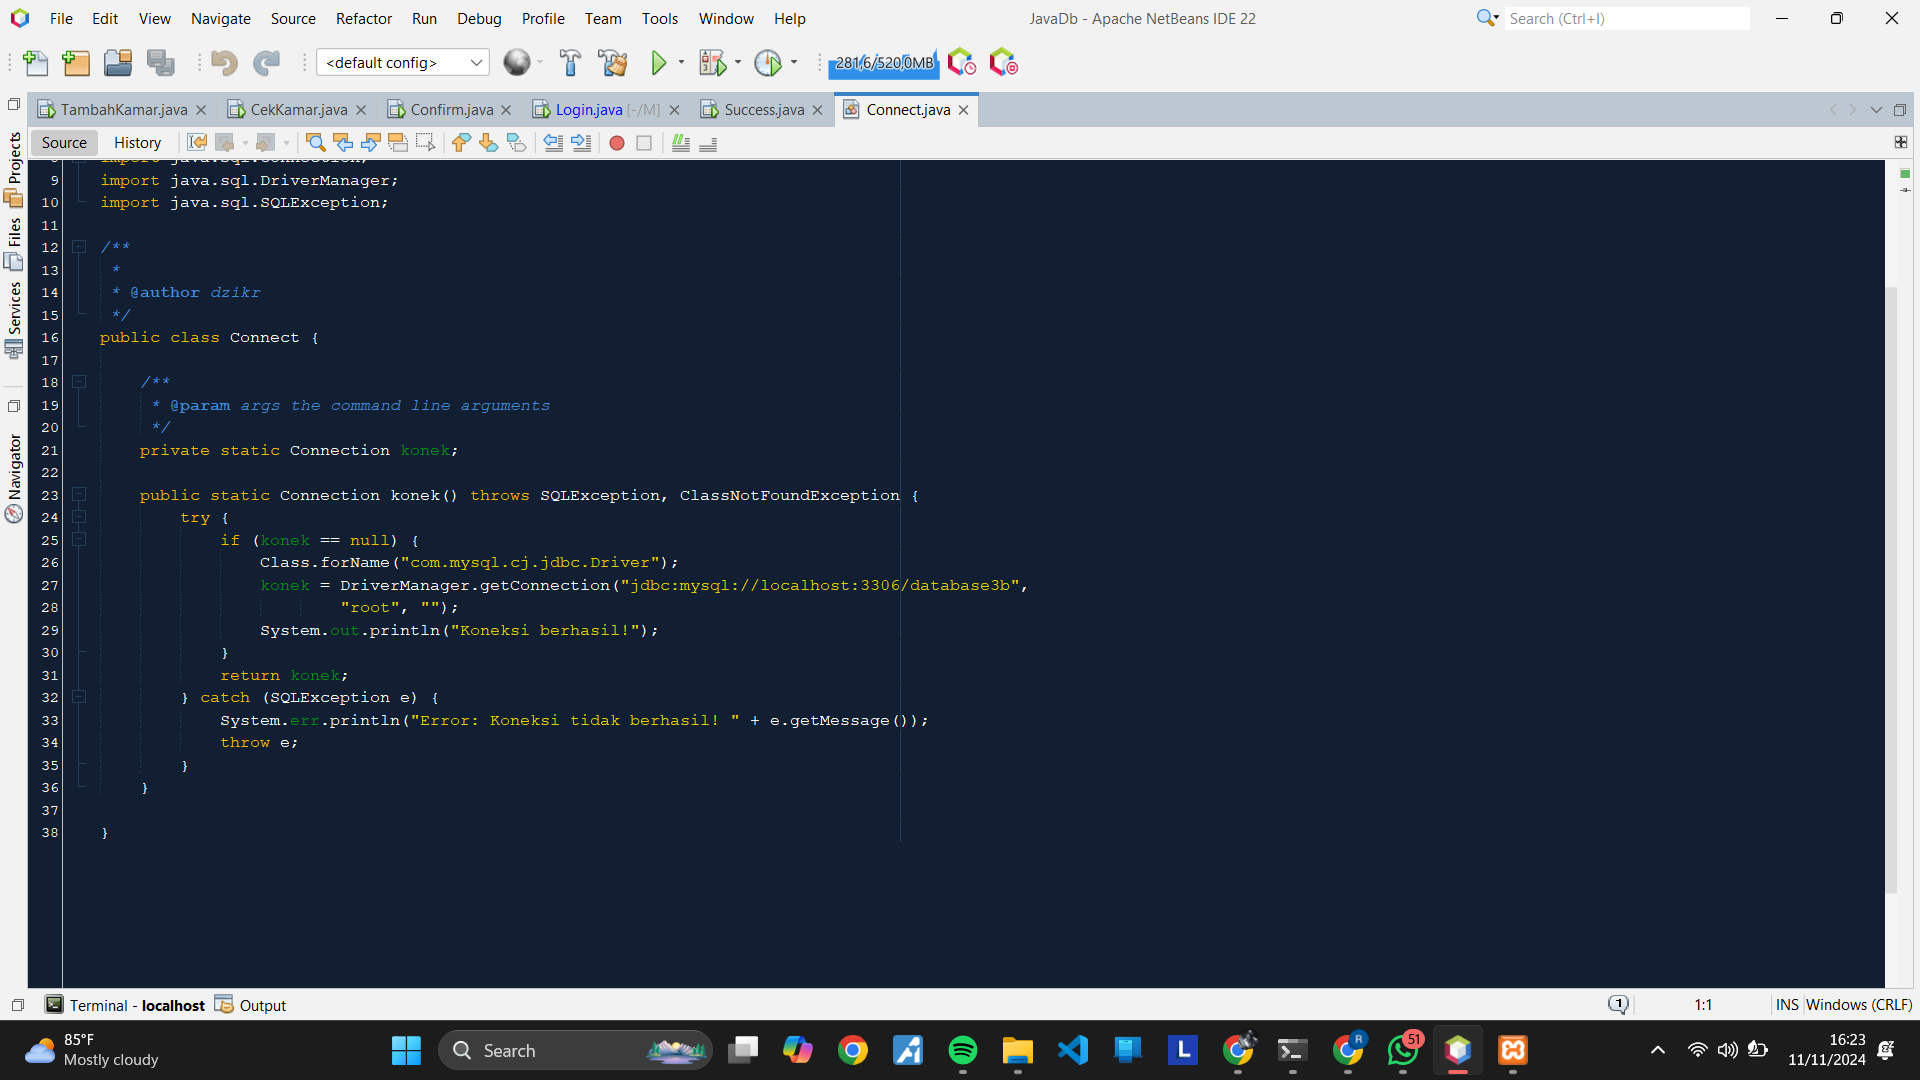 File Edit View Navigate Source Refactor Run Debug Profile Team Tools Window Help
JavaDb - Apache NetBeans IDE 22
Search (Ctrl+I)
<default config>
281,6/520,0MB
TambahKamar.java
CekKamar.java
Confirm.java
Login.java [-/M]
Success.java
Connect.java
Source History
Projects
Files
Services
Navigator
8 import java.sql.Connection;
9 import java.sql.DriverManager;
10 import java.sql.SQLException;
11
12 /**
13 *
14 * @author dzikr
15 */
16 public class Connect {
17
18 /**
19 * @param args the command line arguments
20 */
21 private static Connection konek;
22
23 public static Connection konek() throws SQLException, ClassNotFoundException {
24 try {
25 if (konek == null) {
26 Class.forName("com.mysql.cj.jdbc.Driver");
27 konek = DriverManager.getConnection("jdbc:mysql://localhost:3306/database3b",
28 "root", "");
29 System.out.println("Koneksi berhasil!");
30 }
31 return konek;
32 } catch (SQLException e) {
33 System.err.println("Error: Koneksi tidak berhasil! " + e.getMessage());
34 throw e;
35 }
36 }
37
38 }
Terminal - localhost
Output
1
1:1
INS
Windows (CRLF)
85°F
Mostly cloudy
Search
L
R
51
16:23
11/11/2024